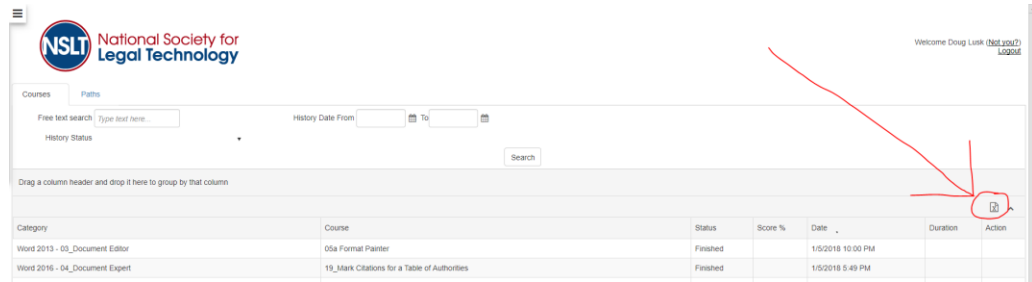 NSLT National Society for
Legal Technology
Welcome Doug Lusk (Not you?)
Logout
Courses Paths
Free text search Type text here... History Date From To
History Status
Search
Drag a column header and drop it here to group by that column
Category Course Status Score % Date Duration Action
Word 2013 - 03_Document Editor 05a Format Painter Finished 1/5/2018 10:00 PM
Word 2016 - 04_Document Expert 19_Mark Citations for a Table of Authorities Finished 1/5/2018 5:49 PM